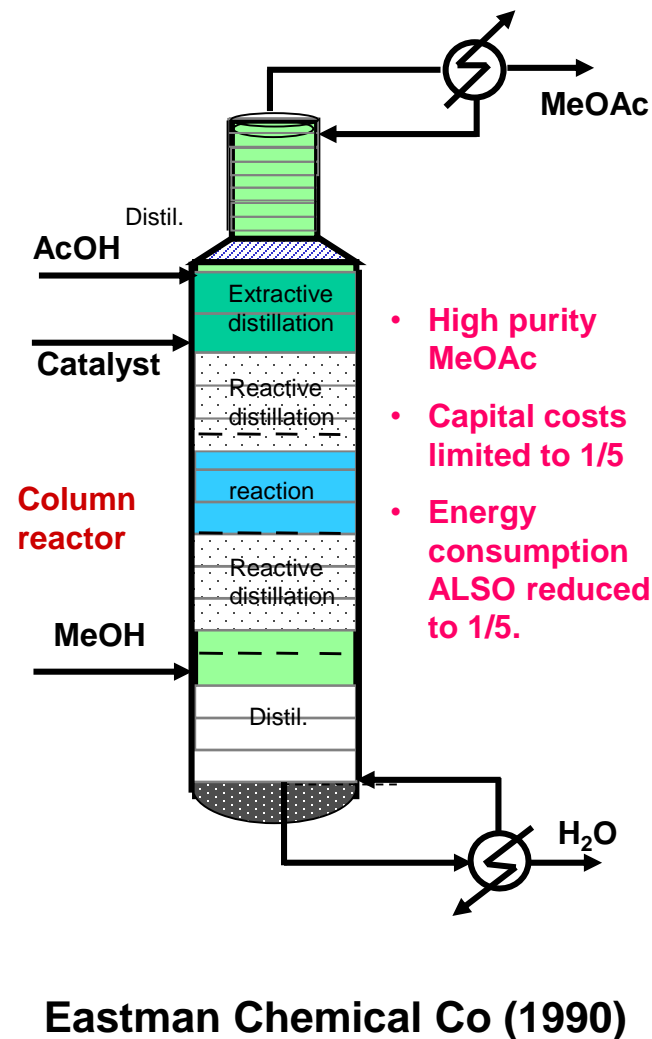 MeOAc
Distil.
AcOH
Extractive
distillation
Catalyst
Reactive
distillation
reaction
Column
reactor
Reactive
distillation
MeOH
Distil.
H₂O
• High purity
MeOAc
• Capital costs
limited to 1/5
• Energy
consumption
ALSO reduced
to 1/5.
Eastman Chemical Co (1990)